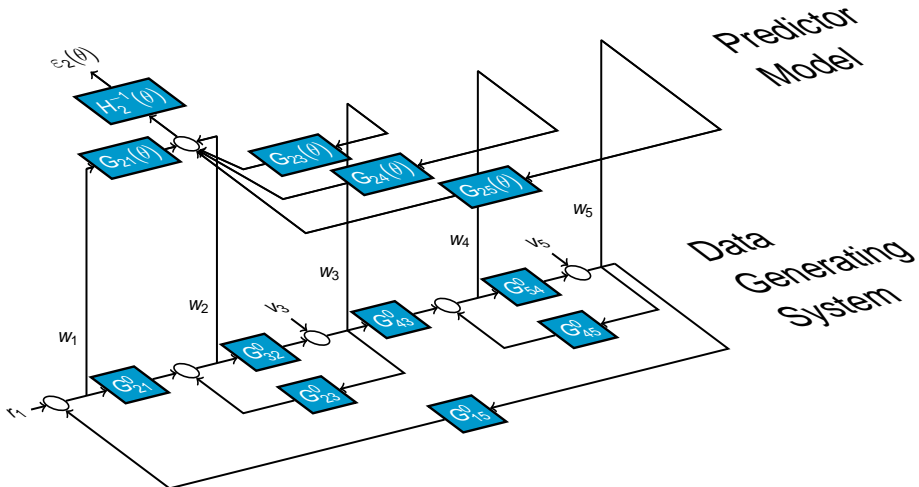 Predictor
Model
ε₂(θ)
H₂⁻¹(θ)
G₂₁(θ)
G₂₃(θ)
G₂₄(θ)
G₂₅(θ)
w₅
w₄
w₃
w₂
w₁
Data
Generating
System
v₅
v₃
G⁰₅₄
G⁰₄₃
G⁰₄₅
G⁰₃₂
G⁰₂₁
G⁰₂₃
G⁰₁₅
r₁